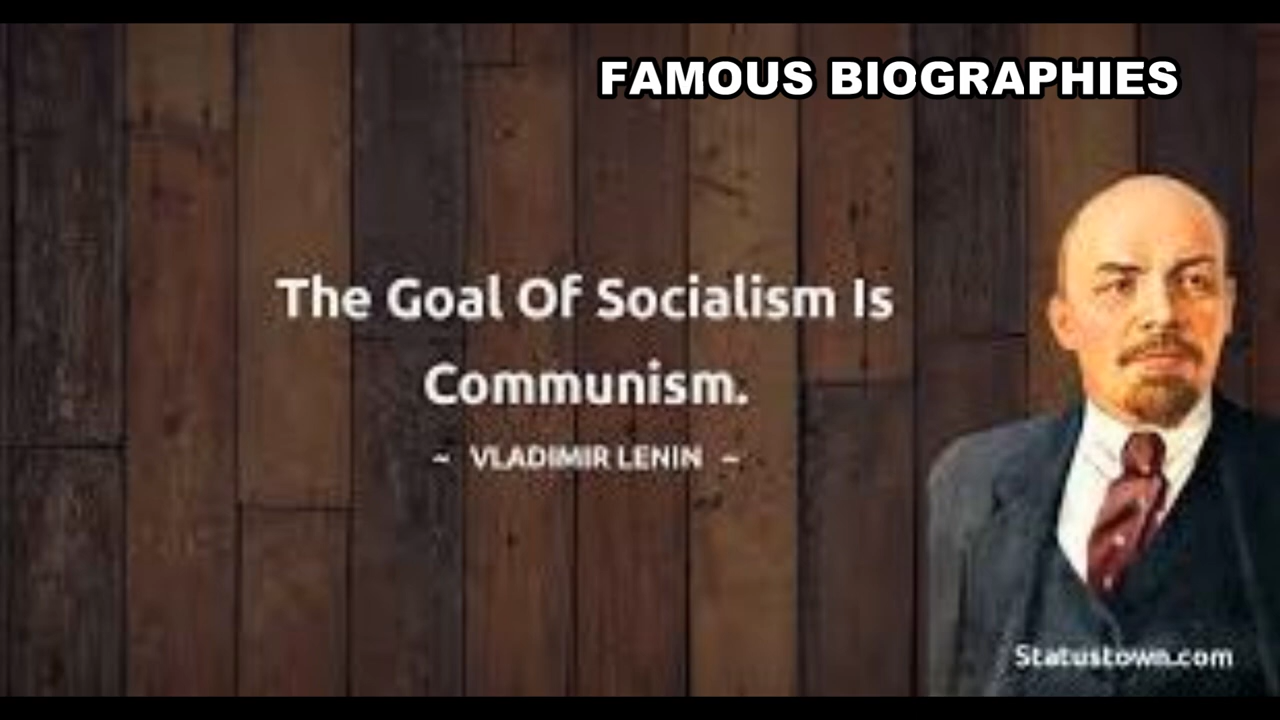 FAMOUS BIOGRAPHIES
The Goal Of Socialism Is
Communism.
~ VLADIMIR LENIN ~
Statustown.com